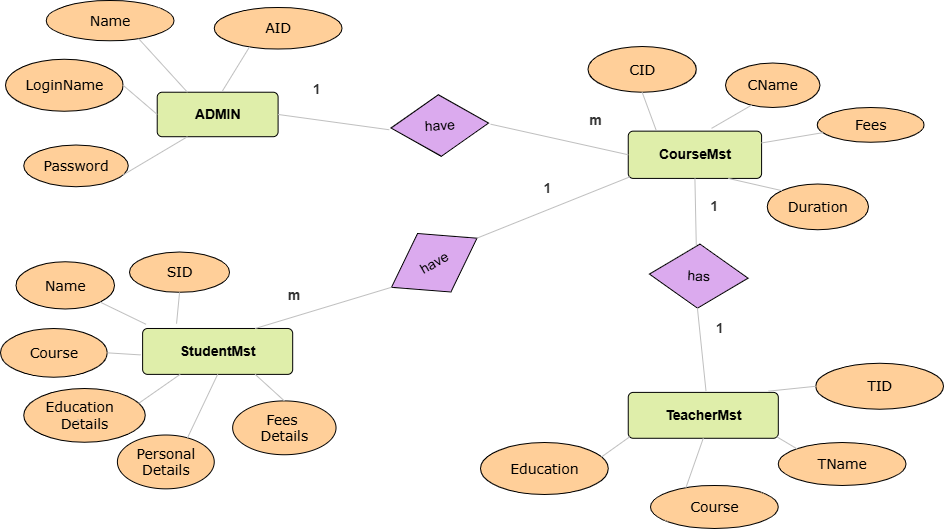 Name
AID
LoginName
ADMIN
Password
1
have
m
CID
CName
Fees
CourseMst
Duration
1
have
m
1
has
1
SID
Name
Course
StudentMst
Education
Details
Personal
Details
Fees
Details
TID
TeacherMst
Education
TName
Course